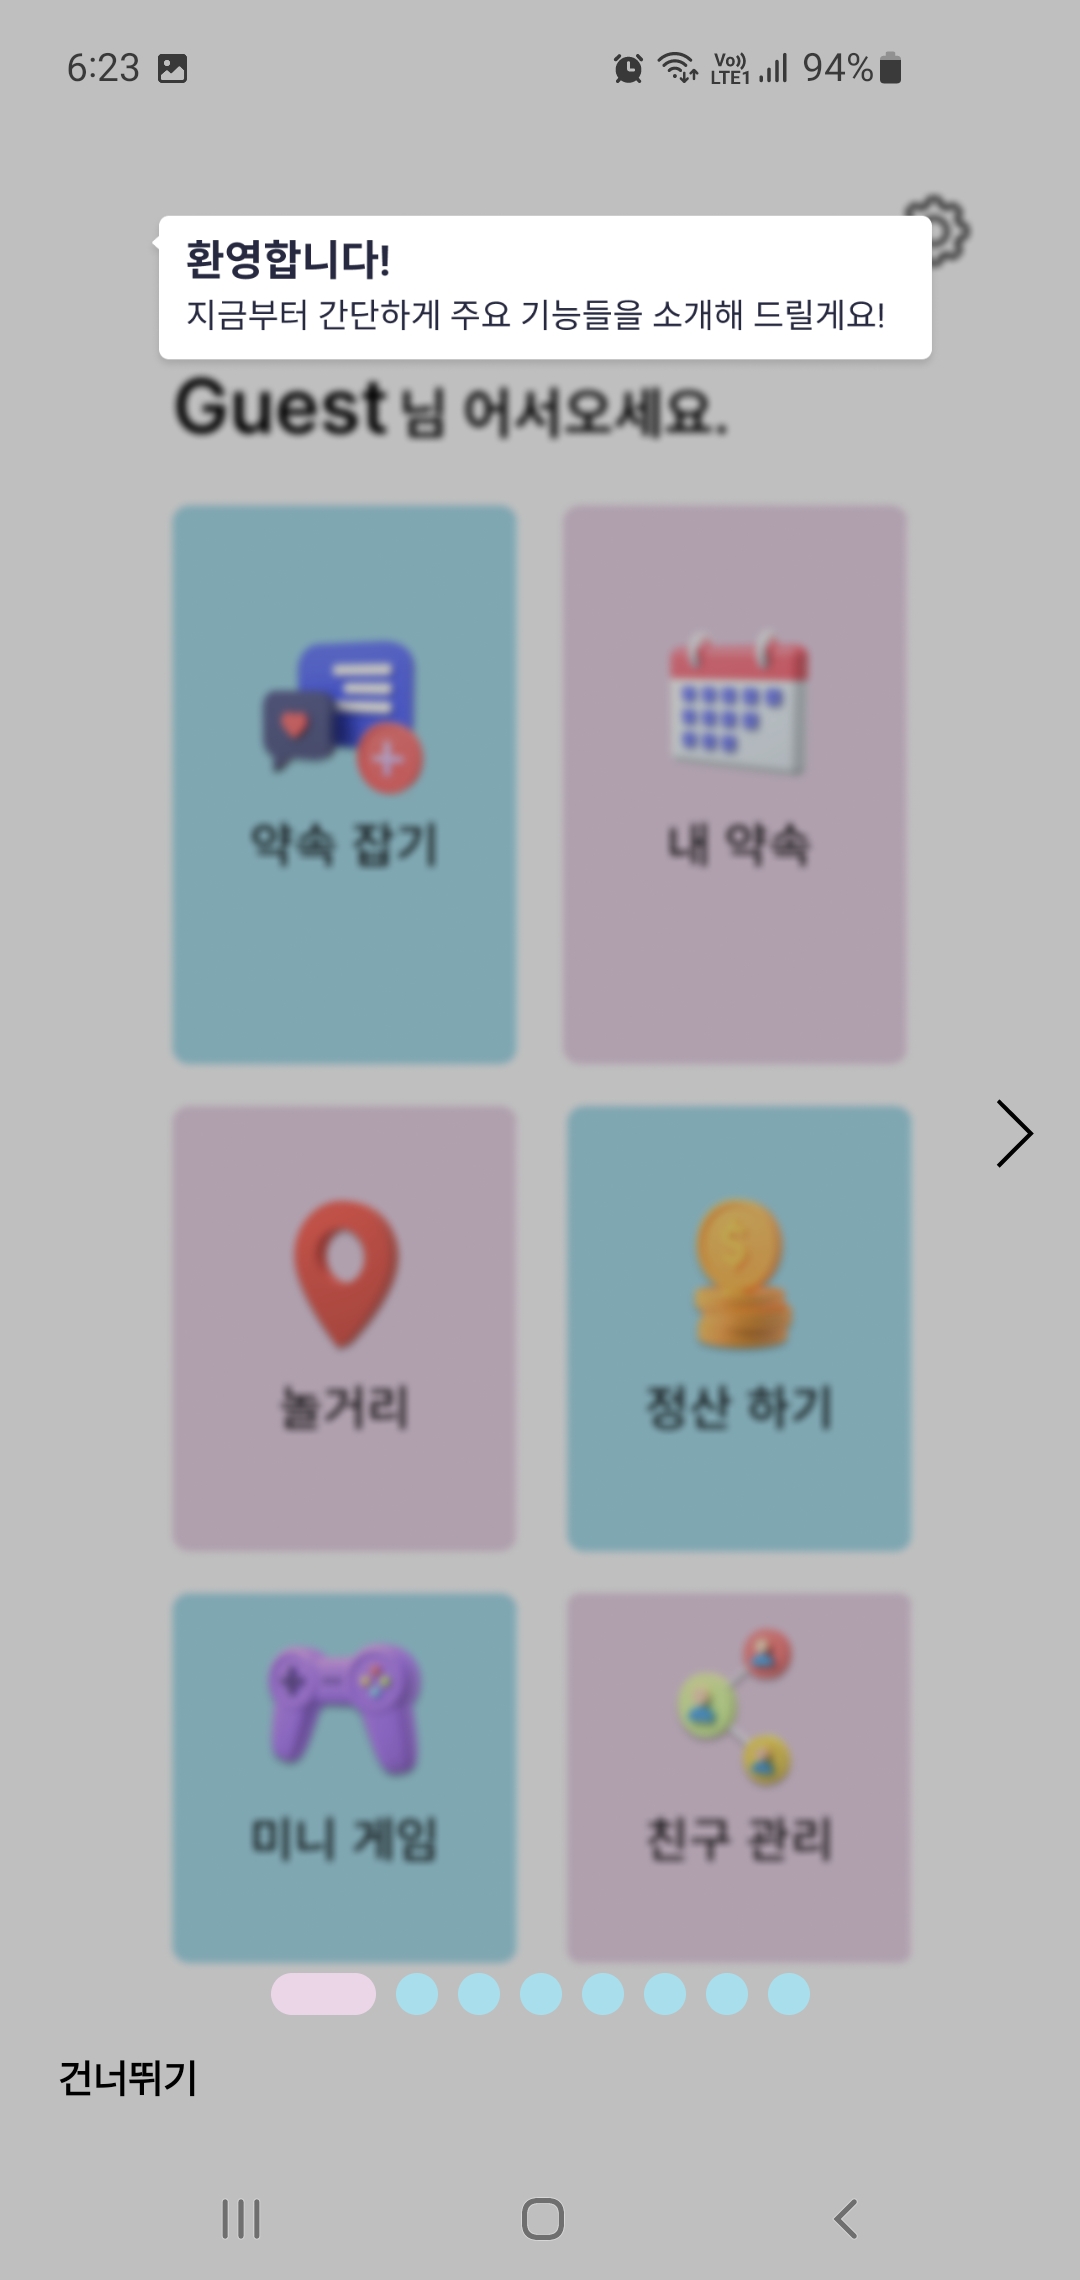 6:23
Vo)) LTE1 94%
환영합니다!
지금부터 간단하게 주요 기능들을 소개해 드릴게요!
Guest 님 어서오세요.
약속 잡기
내 약속
놀거리
정산 하기
미니 게임
친구 관리
건너뛰기